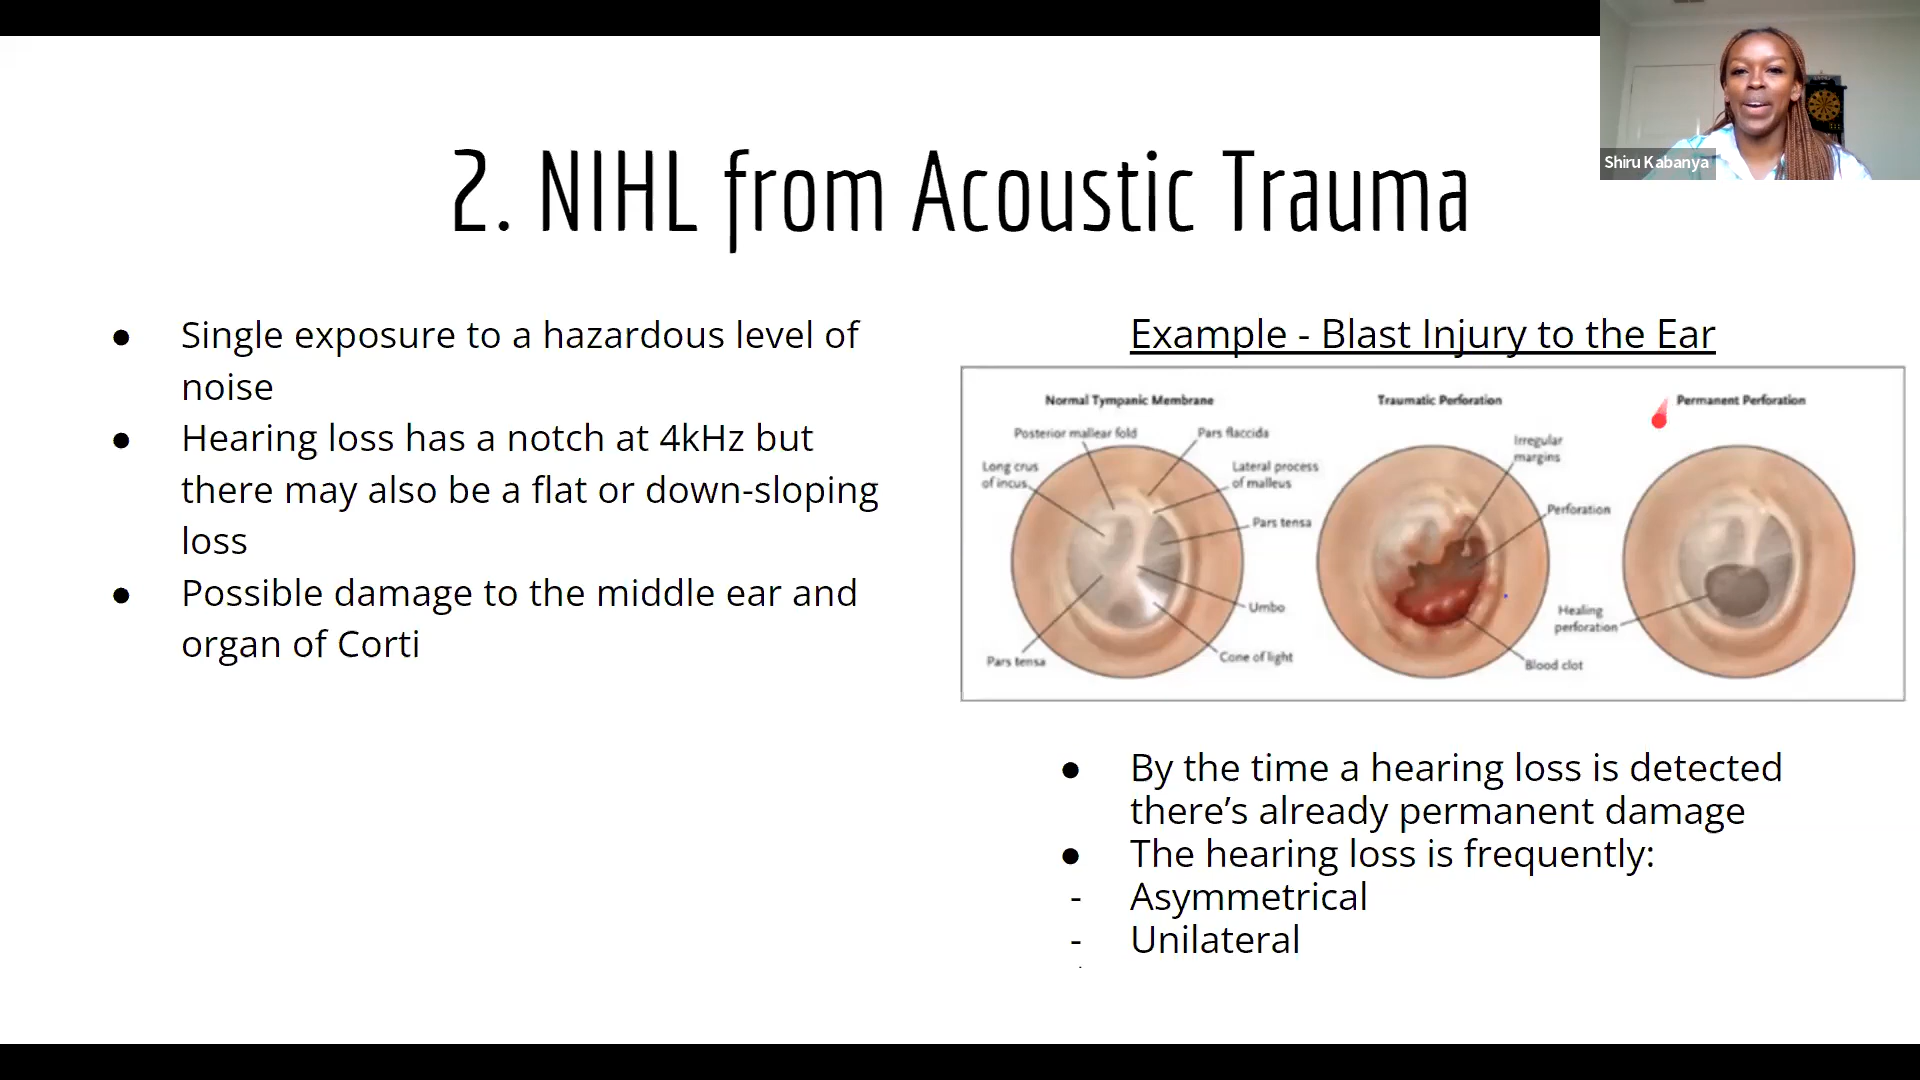 Shiru Kabanya
2. NIHL from Acoustic Trauma
● Single exposure to a hazardous level of
noise
● Hearing loss has a notch at 4kHz but
there may also be a flat or down-sloping
loss
● Possible damage to the middle ear and
organ of Corti
Example - Blast Injury to the Ear
Normal Tympanic Membrane
Posterior mallear fold
Pars flaccida
Long crus
of incus
Lateral process
of malleus
Pars tensa
Umbo
Pars tensa
Cone of light
Traumatic Perforation
Irregular
margins
Perforation
Blood clot
Permanent Perforation
Healing
perforation
● By the time a hearing loss is detected
there’s already permanent damage
● The hearing loss is frequently:
- Asymmetrical
- Unilateral